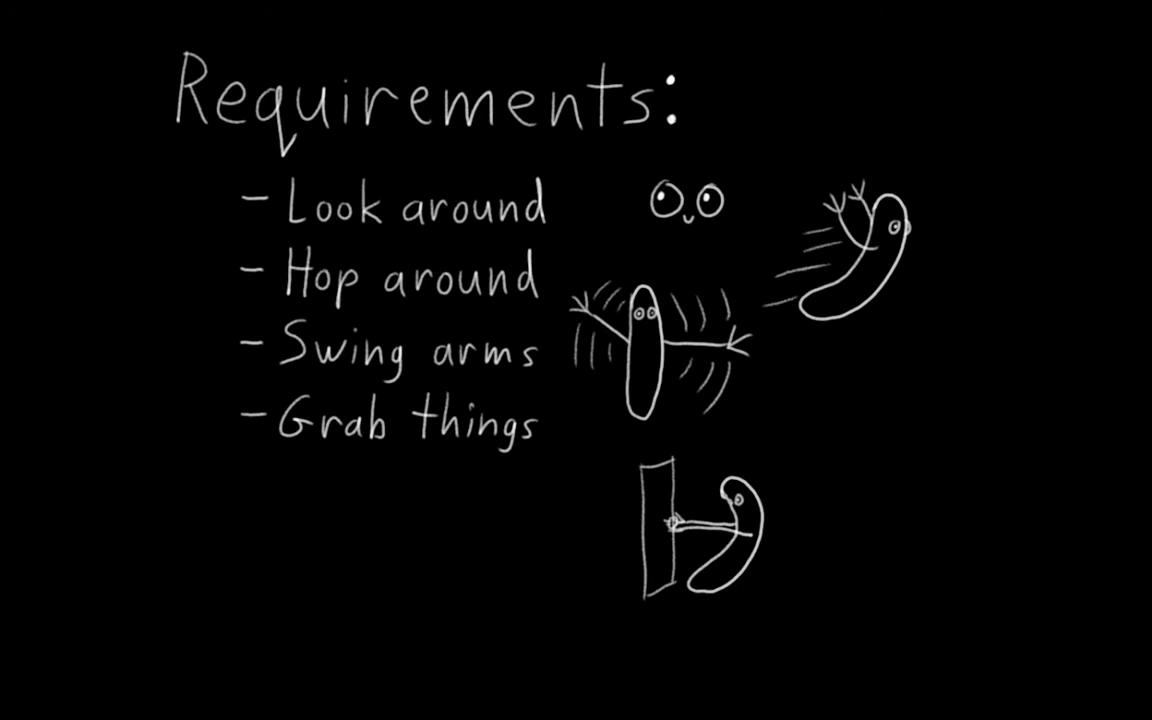 Requirements:
- Look around
- Hop around
- Swing arms
- Grab things